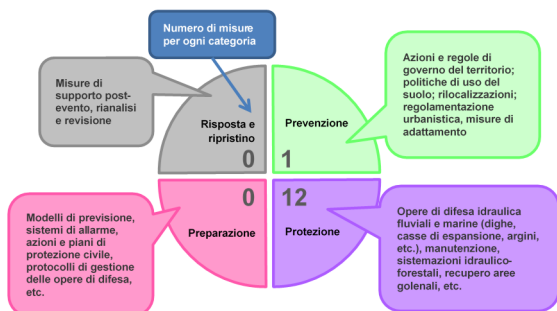 Numero di misure
per ogni categoria
Misure di
supporto post-
evento, rianalisi
e revisione
Risposta e
ripristino
0
Prevenzione
1
Azioni e regole di
governo del territorio;
politiche di uso del
suolo; rilocalizzazioni;
regolamentazione
urbanistica, misure di
adattamento
Modelli di previsione,
sistemi di allarme,
azioni e piani di
protezione civile,
protocolli di gestione
delle opere di difesa,
etc.
0
Preparazione
12
Protezione
Opere di difesa idraulica
fluviali e marine (dighe,
casse di espansione, argini,
etc.), manutenzione,
sistemazioni idraulico-
forestali, recupero aree
golenali, etc.